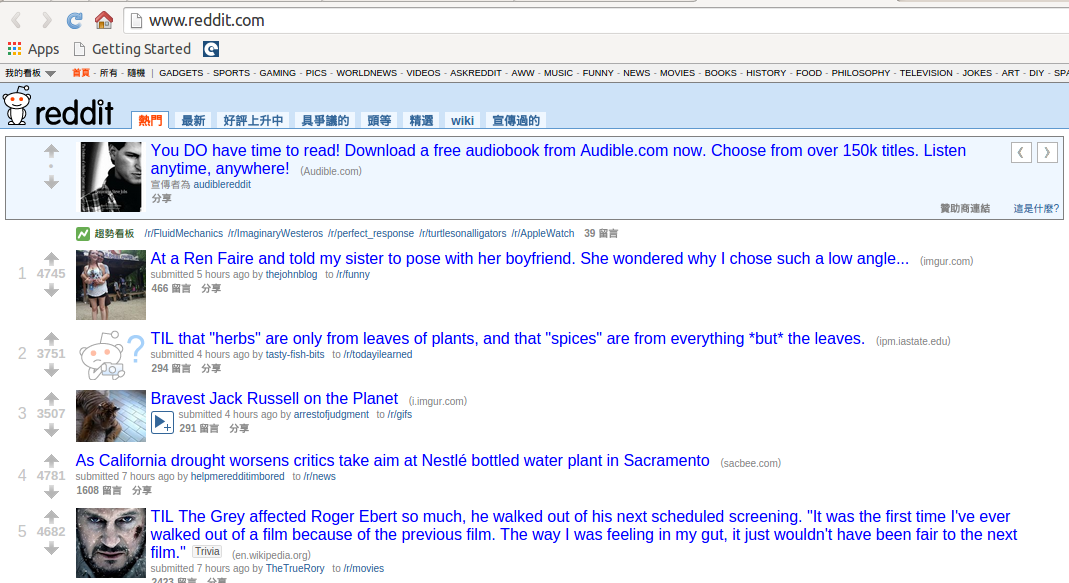 www.reddit.com
Apps Getting Started
我的看板 首頁 - 所有 - 隨機 | GADGETS - SPORTS - GAMING - PICS - WORLDNEWS - VIDEOS - ASKREDDIT - AWW - MUSIC - FUNNY - NEWS - MOVIES - BOOKS - HISTORY - FOOD - PHILOSOPHY - TELEVISION - JOKES - ART - DIY - SPA
reddit 熱門 最新 好評上升中 具爭議的 頭等 精選 wiki 宣傳過的
You DO have time to read! Download a free audiobook from Audible.com now. Choose from over 150k titles. Listen
anytime, anywhere! (Audible.com)
宣傳者為 audiblereddit
分享
贊助商連結 這是什麼?
趨勢看板 /r/FluidMechanics /r/ImaginaryWesteros /r/perfect_response /r/turtlesonalligators /r/AppleWatch 39 留言
At a Ren Faire and told my sister to pose with her boyfriend. She wondered why I chose such a low angle... (imgur.com)
1 4745 submitted 5 hours ago by thejohnblog to /r/funny
466 留言 分享
TIL that "herbs" are only from leaves of plants, and that "spices" are from everything *but* the leaves. (ipm.iastate.edu)
2 3751 submitted 4 hours ago by tasty-fish-bits to /r/todayilearned
294 留言 分享
Bravest Jack Russell on the Planet (i.imgur.com)
3 3507 submitted 4 hours ago by arrestofjudgment to /r/gifs
291 留言 分享
As California drought worsens critics take aim at Nestlé bottled water plant in Sacramento (sacbee.com)
4 4781 submitted 7 hours ago by helpmeredditimbored to /r/news
1608 留言 分享
TIL The Grey affected Roger Ebert so much, he walked out of his next scheduled screening. "It was the first time I've ever
5 4682 walked out of a film because of the previous film. The way I was feeling in my gut, it just wouldn't have been fair to the next
film." Trivia (en.wikipedia.org)
submitted 7 hours ago by TheTrueRory to /r/movies
2423 留言 分享